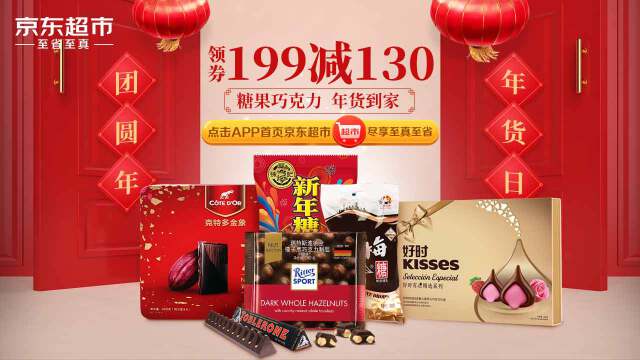 京东超市
至省至真
领券
199减130
糖果巧克力 年货到家
点击APP首页京东超市
超市
尽享至真至省
团圆年
年货日
CÔTE D'OR
克特多金象
新年糖
福
糖
Ritter
SPORT
DARK WHOLE HAZELNUTS
TOBLERONE
好时
KISSES
Selección Especial